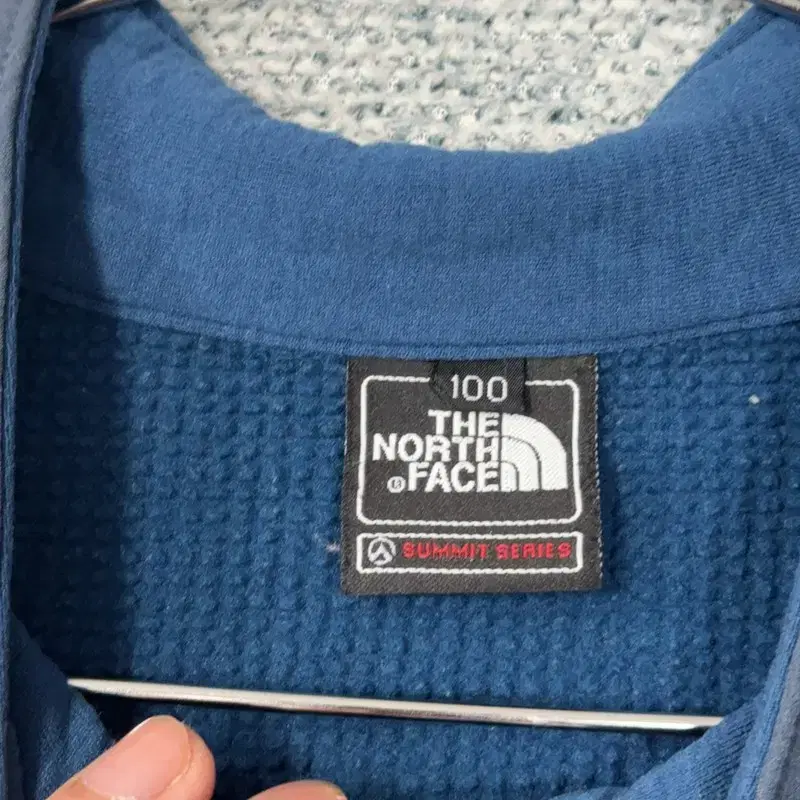 100
THE
NORTH
® FACE
SUMMIT SERIES